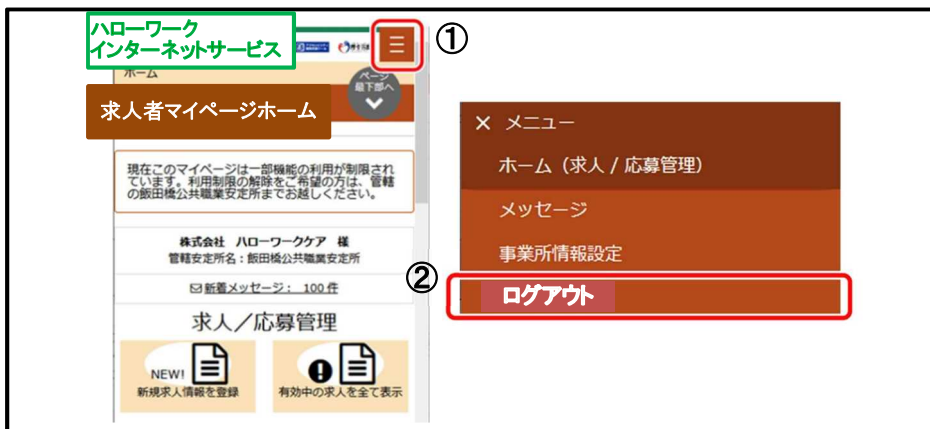 ハローワーク
インターネットサービス
①
ホーム
ページ
最下部へ
求人者マイページホーム
現在このマイページは一部機能の利用が制限され
ています。利用制限の解除をご希望の方は、管轄
の飯田橋公共職業安定所までお越しください。
株式会社 ハローワークケア 様
管轄安定所名：飯田橋公共職業安定所
新着メッセージ： 100 件
求人／応募管理
NEW!
新規求人情報を登録
有効中の求人を全て表示
× メニュー
ホーム（求人 / 応募管理）
メッセージ
事業所情報設定
②
ログアウト